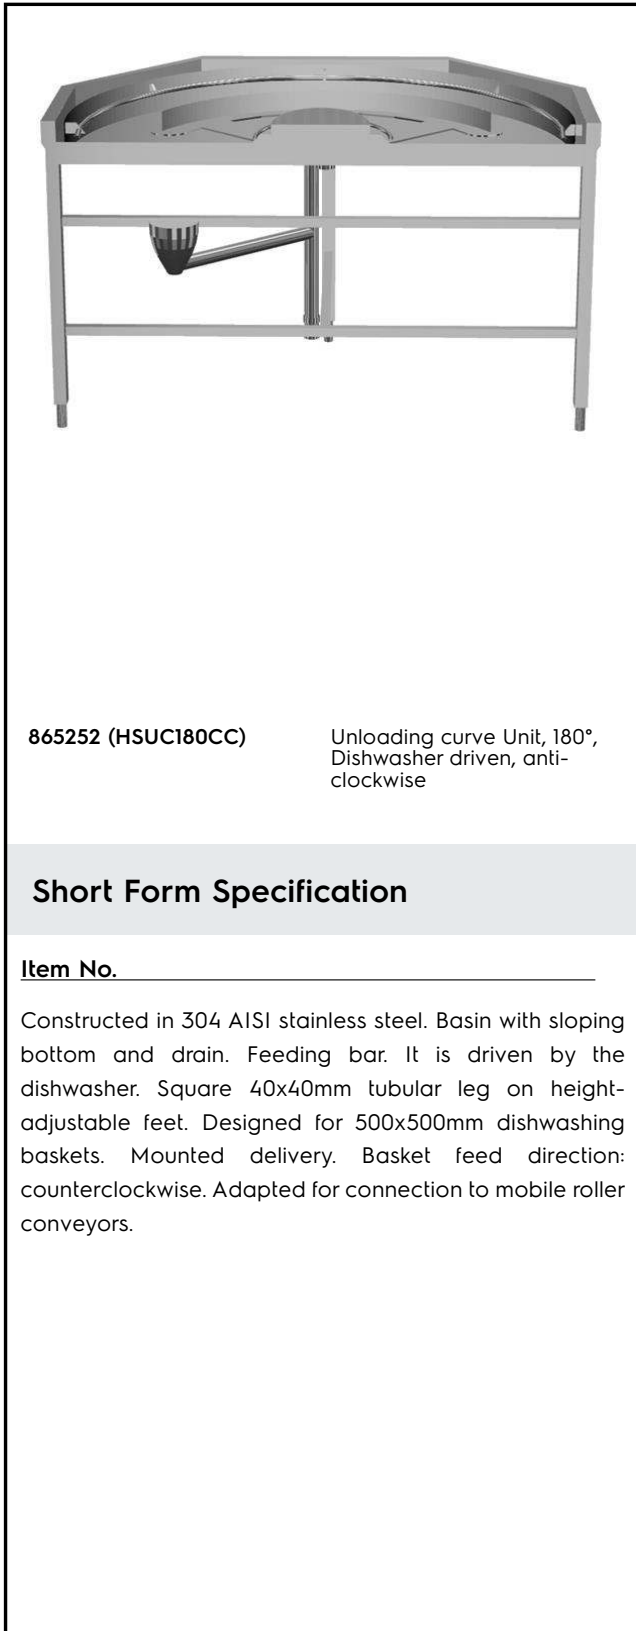 865252 (HSUC180CC)
Unloading curve Unit, 180°,
Dishwasher driven, anti-
clockwise
Short Form Specification
Item No.
Constructed in 304 AISI stainless steel. Basin with sloping
bottom and drain. Feeding bar. It is driven by the
dishwasher. Square 40x40mm tubular leg on height-
adjustable feet. Designed for 500x500mm dishwashing
baskets. Mounted delivery. Basket feed direction:
counterclockwise. Adapted for connection to mobile roller
conveyors.